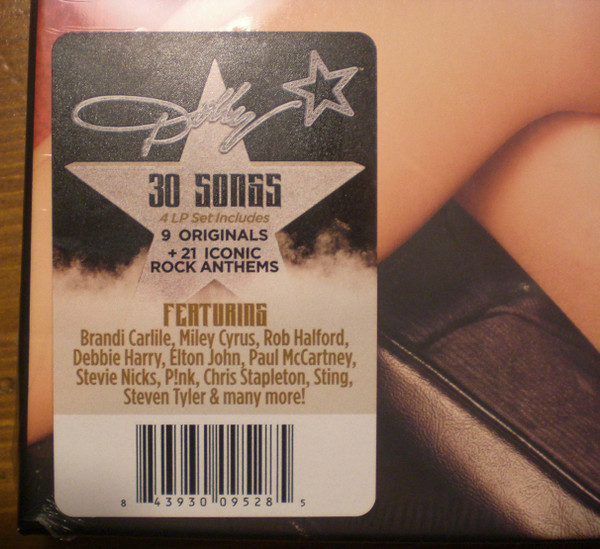 Dolly
30 SONGS
4 LP Set Includes
9 ORIGINALS
+ 21 ICONIC
ROCK ANTHEMS
FEATURING
Brandi Carlile, Miley Cyrus, Rob Halford,
Debbie Harry, Elton John, Paul McCartney,
Stevie Nicks, P!nk, Chris Stapleton, Sting,
Steven Tyler & many more!
8 43930 09528 5